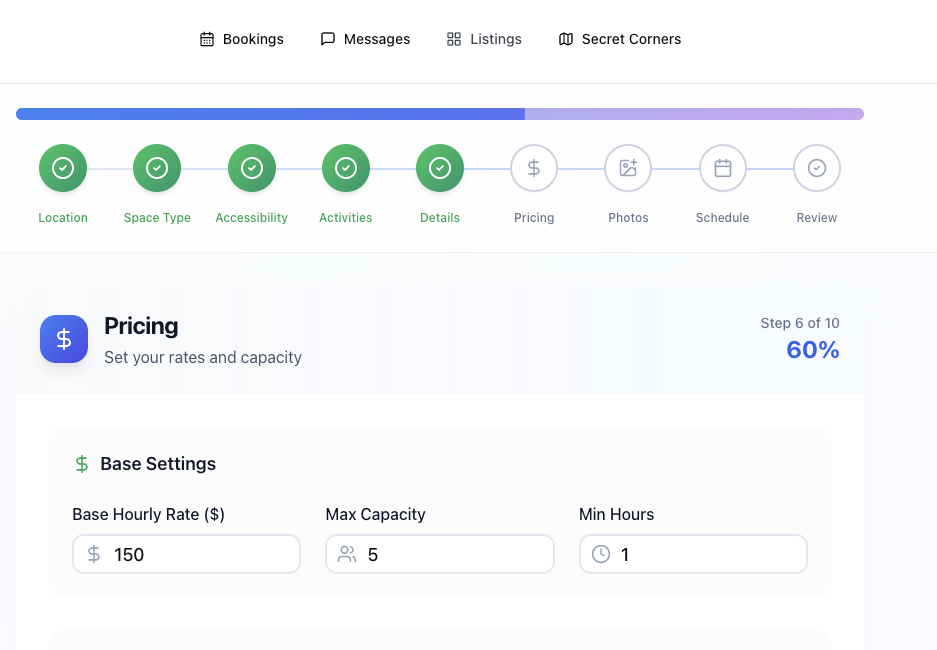 Bookings
Messages
Listings
Secret Corners
Location
Space Type
Accessibility
Activities
Details
Pricing
Photos
Schedule
Review
Pricing
Set your rates and capacity
Step 6 of 10
60%
Base Settings
Base Hourly Rate ($)
Max Capacity
Min Hours
150
5
1